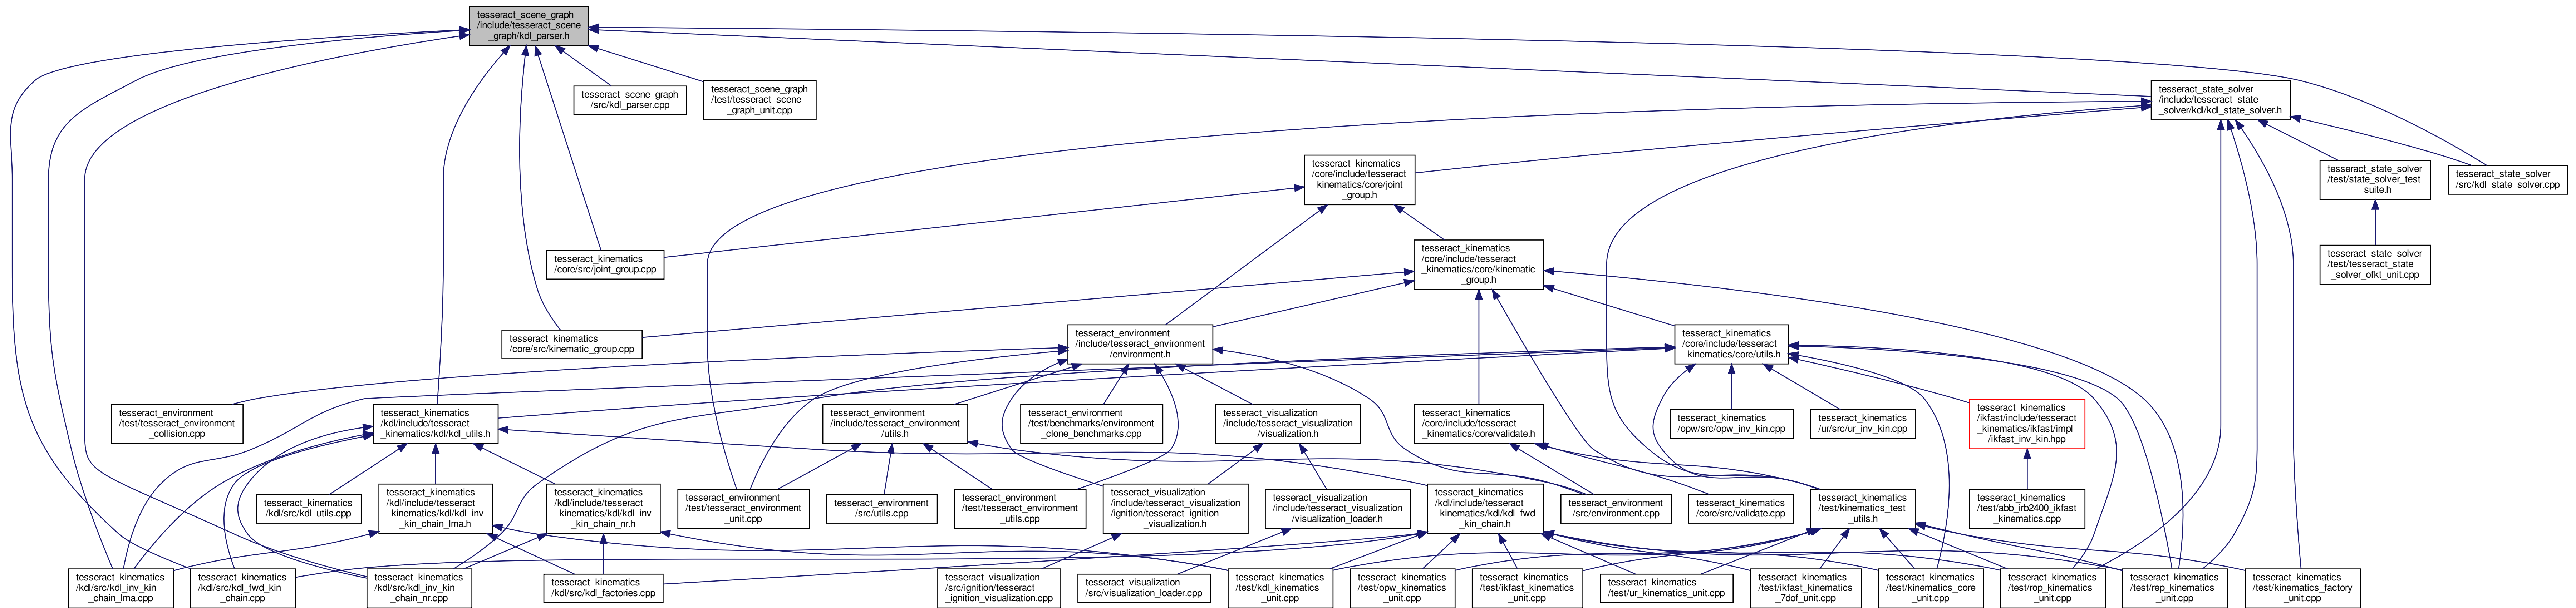 tesseract_scene_graph
/include/tesseract_scene
_graph/kdl_parser.h
tesseract_scene_graph
/src/kdl_parser.cpp
tesseract_scene_graph
/test/tesseract_scene
_graph_unit.cpp
tesseract_state_solver
/include/tesseract_state
_solver/kdl/kdl_state_solver.h
tesseract_kinematics
/core/include/tesseract
_kinematics/core/joint
_group.h
tesseract_state_solver
/test/state_solver_test
_suite.h
tesseract_state_solver
/src/kdl_state_solver.cpp
tesseract_kinematics
/core/src/joint_group.cpp
tesseract_kinematics
/core/include/tesseract
_kinematics/core/kinematic
_group.h
tesseract_state_solver
/test/tesseract_state
_solver_ofkt_unit.cpp
tesseract_kinematics
/core/src/kinematic_group.cpp
tesseract_environment
/include/tesseract_environment
/environment.h
tesseract_kinematics
/core/include/tesseract
_kinematics/core/utils.h
tesseract_environment
/test/tesseract_environment
_collision.cpp
tesseract_kinematics
/kdl/include/tesseract
_kinematics/kdl/kdl_utils.h
tesseract_environment
/include/tesseract_environment
/utils.h
tesseract_environment
/test/benchmarks/environment
_clone_benchmarks.cpp
tesseract_visualization
/include/tesseract_visualization
/visualization.h
tesseract_kinematics
/core/include/tesseract
_kinematics/core/validate.h
tesseract_kinematics
/opw/src/opw_inv_kin.cpp
tesseract_kinematics
/ur/src/ur_inv_kin.cpp
tesseract_kinematics
/ikfast/include/tesseract
_kinematics/ikfast/impl
/ikfast_inv_kin.hpp
tesseract_kinematics
/kdl/src/kdl_utils.cpp
tesseract_kinematics
/kdl/include/tesseract
_kinematics/kdl/kdl_inv
_kin_chain_lma.h
tesseract_kinematics
/kdl/include/tesseract
_kinematics/kdl/kdl_inv
_kin_chain_nr.h
tesseract_environment
/test/tesseract_environment
_unit.cpp
tesseract_environment
/src/utils.cpp
tesseract_environment
/test/tesseract_environment
_utils.cpp
tesseract_visualization
/include/tesseract_visualization
/ignition/tesseract_ignition
_visualization.h
tesseract_visualization
/include/tesseract_visualization
/visualization_loader.h
tesseract_kinematics
/kdl/include/tesseract
_kinematics/kdl/kdl_fwd
_kin_chain.h
tesseract_environment
/src/environment.cpp
tesseract_kinematics
/core/src/validate.cpp
tesseract_kinematics
/test/kinematics_test
_utils.h
tesseract_kinematics
/test/abb_irb2400_ikfast
_kinematics.cpp
tesseract_kinematics
/kdl/src/kdl_inv_kin
_chain_lma.cpp
tesseract_kinematics
/kdl/src/kdl_fwd_kin
_chain.cpp
tesseract_kinematics
/kdl/src/kdl_inv_kin
_chain_nr.cpp
tesseract_kinematics
/kdl/src/kdl_factories.cpp
tesseract_visualization
/src/ignition/tesseract
_ignition_visualization.cpp
tesseract_visualization
/src/visualization_loader.cpp
tesseract_kinematics
/test/kdl_kinematics
_unit.cpp
tesseract_kinematics
/test/opw_kinematics
_unit.cpp
tesseract_kinematics
/test/ikfast_kinematics
_unit.cpp
tesseract_kinematics
/test/ur_kinematics_unit.cpp
tesseract_kinematics
/test/ikfast_kinematics
_7dof_unit.cpp
tesseract_kinematics
/test/kinematics_core
_unit.cpp
tesseract_kinematics
/test/rop_kinematics
_unit.cpp
tesseract_kinematics
/test/rep_kinematics
_unit.cpp
tesseract_kinematics
/test/kinematics_factory
_unit.cpp